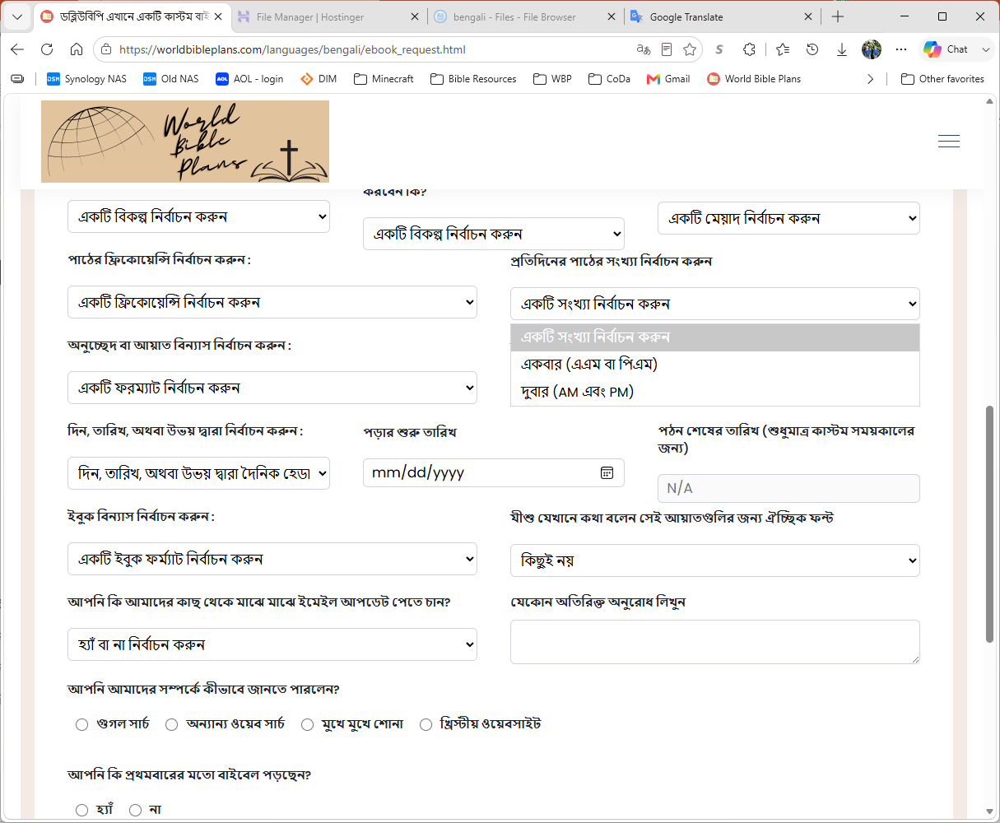 ডব্লিউবিপি এখানে একটি কাস্টম বাই
File Manager | Hostinger
bengali - Files - File Browser
Google Translate
https://worldbibleplans.com/languages/bengali/ebook_request.html
Chat
Synology NAS
Old NAS
AOL - login
DIM
Minecraft
Bible Resources
WBP
CoDa
Gmail
World Bible Plans
Other favorites
World
Bible
Plans
করবেন কি?
একটি বিকল্প নির্বাচন করুন
একটি বিকল্প নির্বাচন করুন
একটি মেয়াদ নির্বাচন করুন
পাঠের ফ্রিকোয়েন্সি নির্বাচন করুন :
প্রতিদিনের পাঠের সংখ্যা নির্বাচন করুন
একটি ফ্রিকোয়েন্সি নির্বাচন করুন
একটি সংখ্যা নির্বাচন করুন
একটি সংখ্যা নির্বাচন করুন
একবার (এএম বা পিএম)
দুবার (AM এবং PM)
অনুচ্ছেদ বা আয়াত বিন্যাস নির্বাচন করুন :
একটি ফরম্যাট নির্বাচন করুন
দিন, তারিখ, অথবা উভয় দ্বারা নির্বাচন করুন :
পড়ার শুরু তারিখ
পঠন শেষের তারিখ (শুধুমাত্র কাস্টম সময়কালের
জন্য)
দিন, তারিখ, অথবা উভয় দ্বারা দৈনিক হেডা
mm/dd/yyyy
N/A
ইবুক বিন্যাস নির্বাচন করুন :
যীশু যেখানে কথা বলেন সেই আয়াতগুলির জন্য ঐচ্ছিক ফন্ট
একটি ইবুক ফর্ম্যাট নির্বাচন করুন
কিছুই নয়
আপনি কি আমাদের কাছ থেকে মাঝে মাঝে ইমেইল আপডেট পেতে চান?
যেকোন অতিরিক্ত অনুরোধ লিখুন
হ্যাঁ বা না নির্বাচন করুন
আপনি আমাদের সম্পর্কে কীভাবে জানতে পারলেন?
গুগল সার্চ
অন্যান্য ওয়েব সার্চ
মুখে মুখে শোনা
খ্রিস্টীয় ওয়েবসাইট
আপনি কি প্রথমবারের মতো বাইবেল পড়ছেন?
হ্যাঁ
না